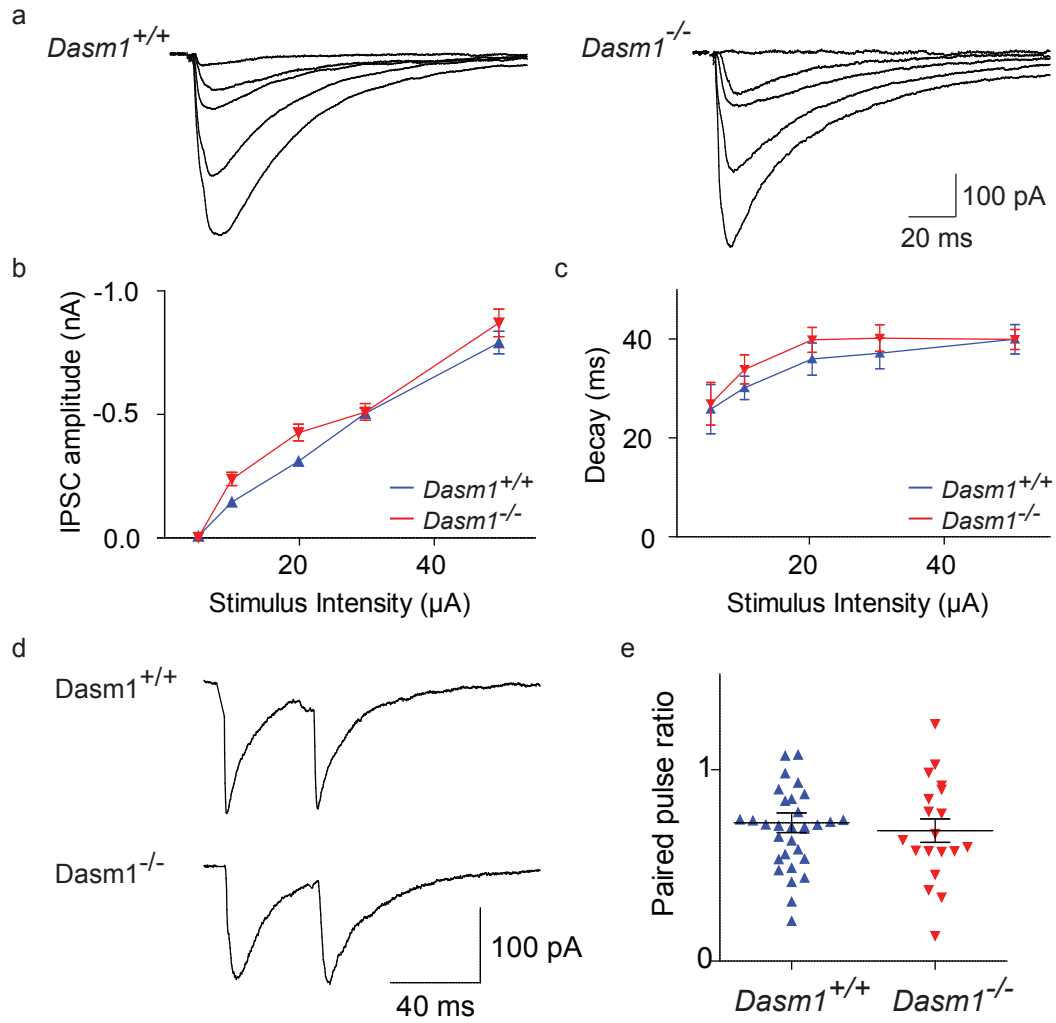 a
Dasm1+/+
Dasm1-/-
100 pA
20 ms
b
-1.0
-0.5
0.0
IPSC amplitude (nA)
20
40
Stimulus Intensity (µA)
Dasm1+/+
Dasm1-/-
c
40
20
0
Decay (ms)
20
40
Stimulus Intensity (µA)
Dasm1+/+
Dasm1-/-
d
Dasm1+/+
Dasm1-/-
100 pA
40 ms
e
Paired pulse ratio
1
0
Dasm1+/+
Dasm1-/-